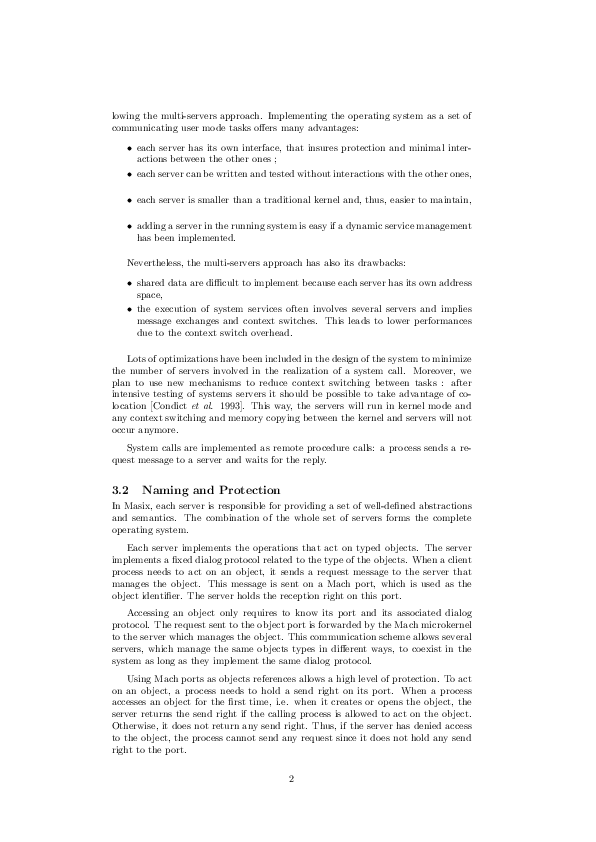 lowing the multi-servers approach. Implementing the operating system as a set of
communicating user mode tasks offers many advantages:
• each server has its own interface, that insures protection and minimal inter-
actions between the other ones ;
• each server can be written and tested without interactions with the other ones,
• each server is smaller than a traditional kernel and, thus, easier to maintain,
• adding a server in the running system is easy if a dynamic service management
has been implemented.
Nevertheless, the multi-servers approach has also its drawbacks:
• shared data are difficult to implement because each server has its own address
space,
• the execution of system services often involves several servers and implies
message exchanges and context switches. This leads to lower performances
due to the context switch overhead.
Lots of optimizations have been included in the design of the system to minimize
the number of servers involved in the realization of a system call. Moreover, we
plan to use new mechanisms to reduce context switching between tasks : after
intensive testing of systems servers it should be possible to take advantage of co-
location [Condict et al. 1993]. This way, the servers will run in kernel mode and
any context switching and memory copying between the kernel and servers will not
occur anymore.
System calls are implemented as remote procedure calls: a process sends a re-
quest message to a server and waits for the reply.
3.2 Naming and Protection
In Masix, each server is responsible for providing a set of well-defined abstractions
and semantics. The combination of the whole set of servers forms the complete
operating system.
Each server implements the operations that act on typed objects. The server
implements a fixed dialog protocol related to the type of the objects. When a client
process needs to act on an object, it sends a request message to the server that
manages the object. This message is sent on a Mach port, which is used as the
object identifier. The server holds the reception right on this port.
Accessing an object only requires to know its port and its associated dialog
protocol. The request sent to the object port is forwarded by the Mach microkernel
to the server which manages the object. This communication scheme allows several
servers, which manage the same objects types in different ways, to coexist in the
system as long as they implement the same dialog protocol.
Using Mach ports as objects references allows a high level of protection. To act
on an object, a process needs to hold a send right on its port. When a process
accesses an object for the first time, i.e. when it creates or opens the object, the
server returns the send right if the calling process is allowed to act on the object.
Otherwise, it does not return any send right. Thus, if the server has denied access
to the object, the process cannot send any request since it does not hold any send
right to the port.
2